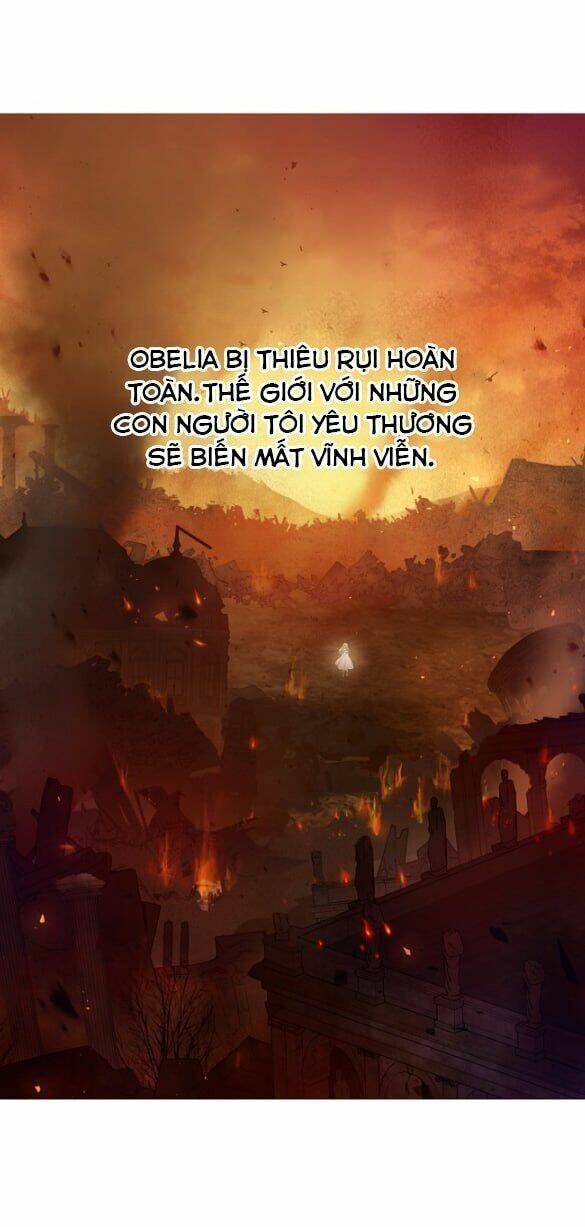 OBELIA BỊ THIÊU RỤI HOÀN
TOÀN.THẾ GIỚI VỚI NHỮNG
CON NGƯỜI TÔI YÊU THƯƠNG
SẼ BIẾN MẤT VĨNH VIỄN.